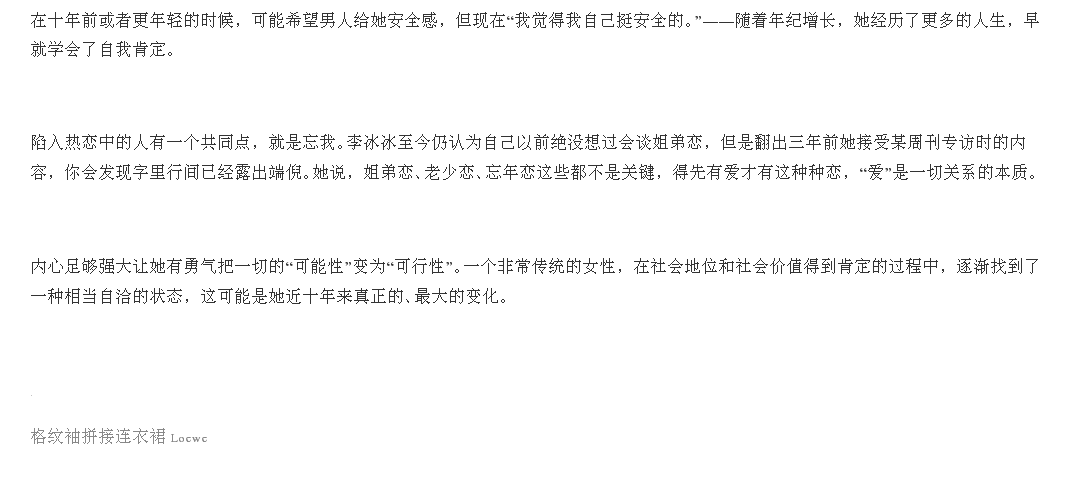 在十年前或者更年轻的时候，可能希望男人给她安全感，但现在“我觉得我自己挺安全的。”——随着年纪增长，她经历了更多的人生，早
就学会了自我肯定。
陷入热恋中的人有一个共同点，就是忘我。李冰冰至今仍认为自己以前绝没想过会谈姐弟恋，但是翻出三年前她接受某周刊专访时的内
容，你会发现字里行间已经露出端倪。她说，姐弟恋、老少恋、忘年恋这些都不是关键，得先有爱才有这种种恋，“爱”是一切关系的本质。
内心足够强大让她有勇气把一切的“可能性”变为“可行性”。一个非常传统的女性，在社会地位和社会价值得到肯定的过程中，逐渐找到了
一种相当自洽的状态，这可能是她近十年来真正的、最大的变化。
格纹袖拼接连衣裙 Loewe